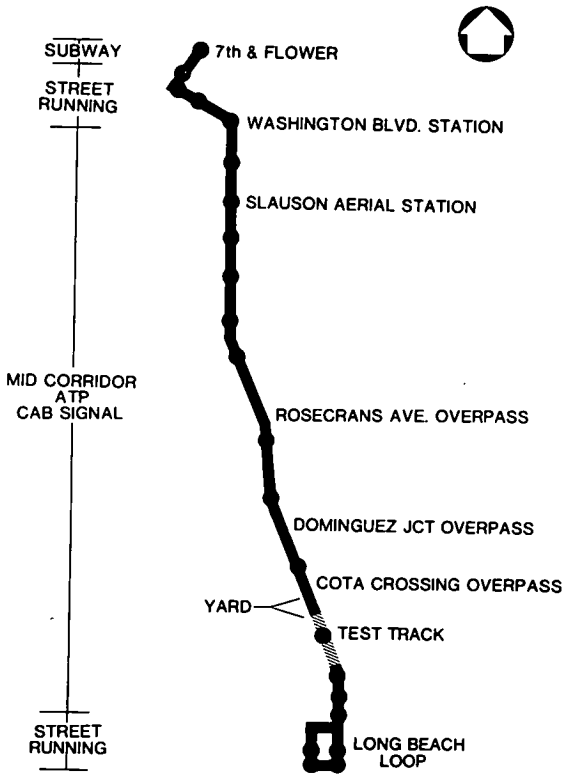 SUBWAY
7th & FLOWER
STREET
RUNNING
WASHINGTON BLVD. STATION
SLAUSON AERIAL STATION
MID CORRIDOR
ATP
CAB SIGNAL
ROSECRANS AVE. OVERPASS
DOMINGUEZ JCT OVERPASS
COTA CROSSING OVERPASS
YARD
TEST TRACK
STREET
RUNNING
LONG BEACH
LOOP